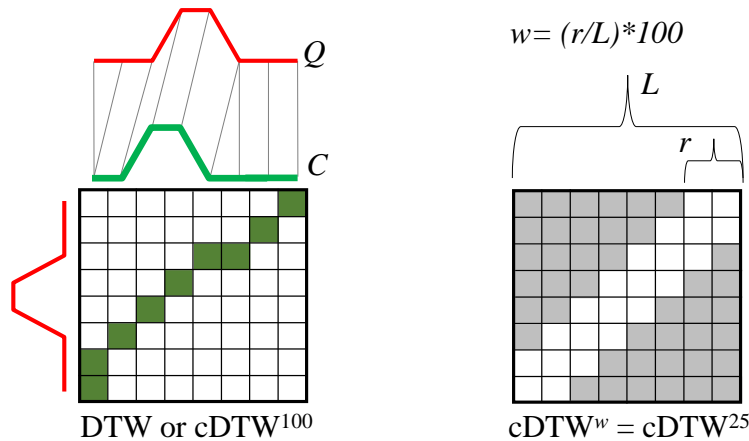 Q
C
DTW or cDTW¹⁰⁰
w= (r/L)*100
L
r
cDTWʷ = cDTW²⁵